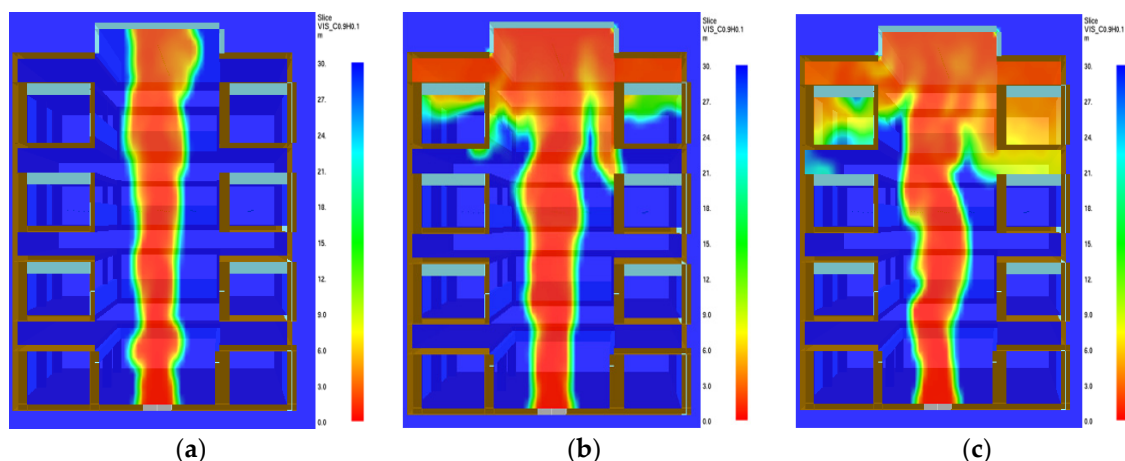 Slice
VIS_C0.9H0.1
m
30.
27.
24.
21.
18.
15.
12.
9.0
6.0
3.0
0.0
(a)
Slice
VIS_C0.9H0.1
m
30.
27.
24.
21.
18.
15.
12.
9.0
6.0
3.0
0.0
(b)
Slice
VIS_C0.9H0.1
m
30.
27.
24.
21.
18.
15.
12.
9.0
6.0
3.0
0.0
(c)